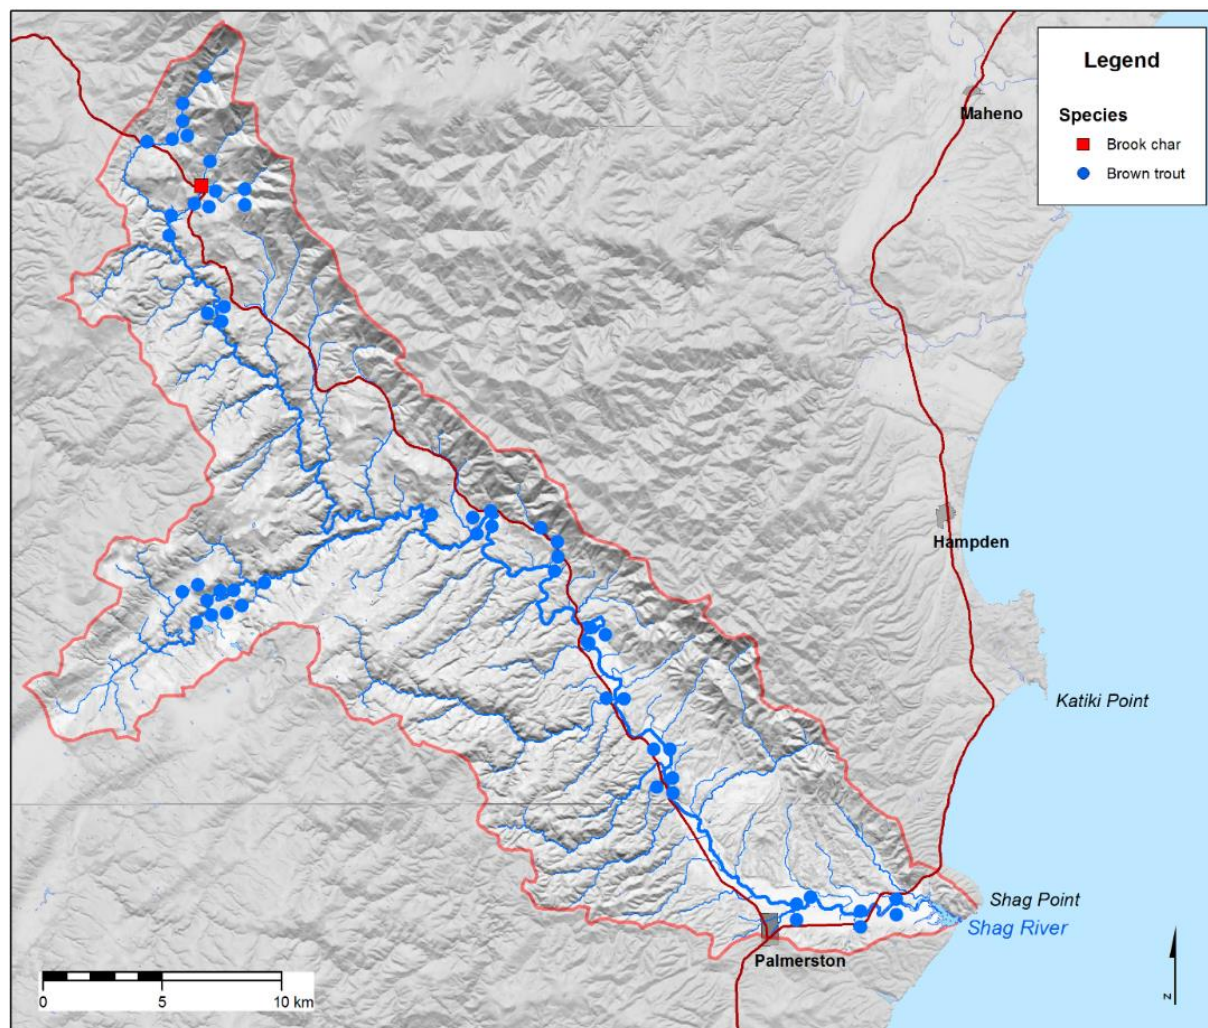 Legend
Species
Brook char
Brown trout
Maheno
Hampden
Katiki Point
Shag Point
Shag River
Palmerston
0 5 10 km
N